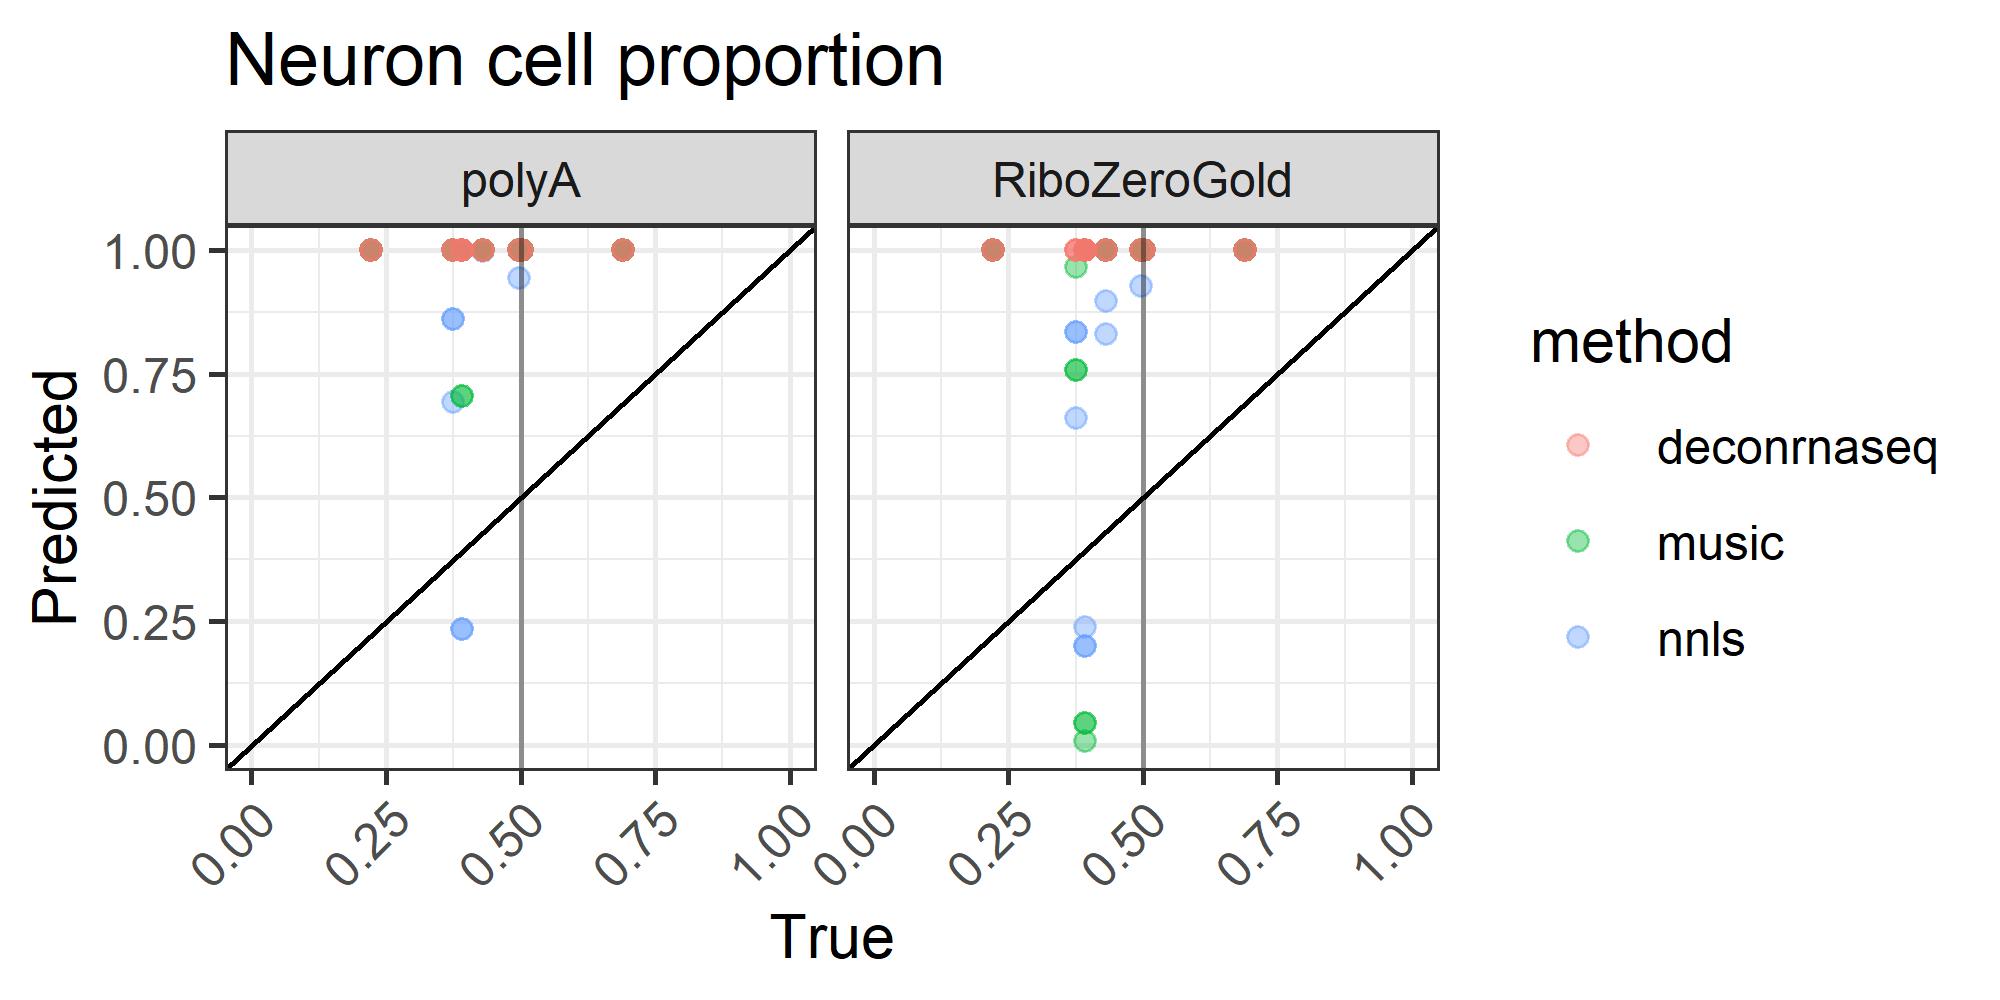 Neuron cell proportion
polyA
RiboZeroGold
1.00
0.75
0.50
0.25
0.00
Predicted
0.00 0.25 0.50 0.75 1.00
0.00 0.25 0.50 0.75 1.00
True
method
deconrnaseq
music
nnls